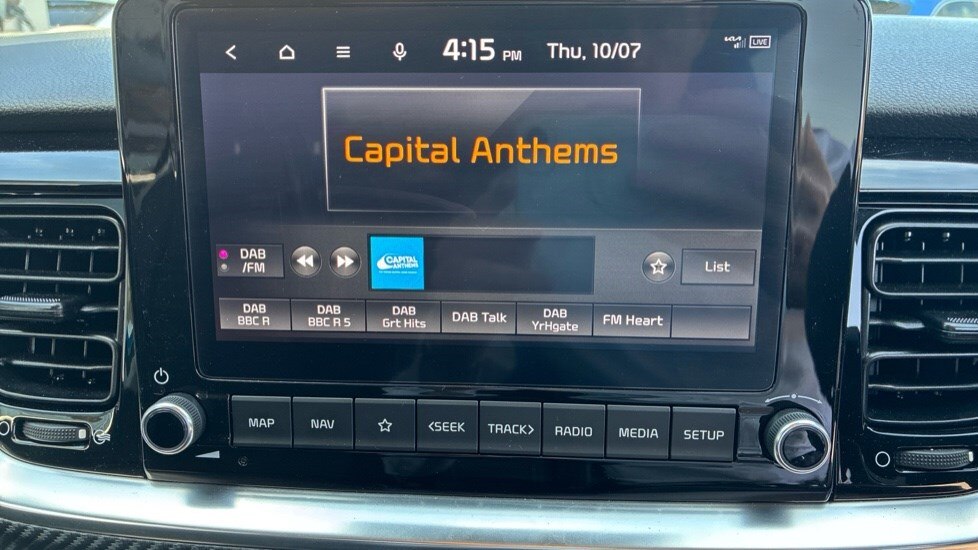 4:15 PM Thu, 10/07 LIVE
Capital Anthems
DAB
/FM
CAPITAL
ANTHEMS
List
DAB
BBC R
DAB
BBC R 5
DAB
Grt Hits
DAB Talk
DAB
YrHgate
FM Heart
MAP
NAV
<SEEK
TRACK>
RADIO
MEDIA
SETUP